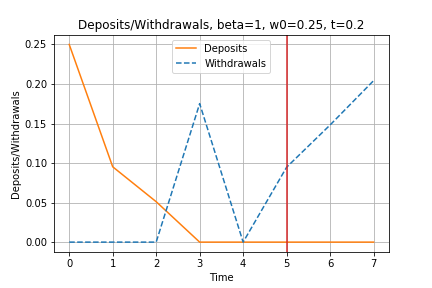 Deposits/Withdrawals, beta=1, w0=0.25, t=0.2
Deposits
Withdrawals
0.25
0.20
0.15
0.10
0.05
0.00
Deposits/Withdrawals
0 1 2 3 4 5 6 7
Time